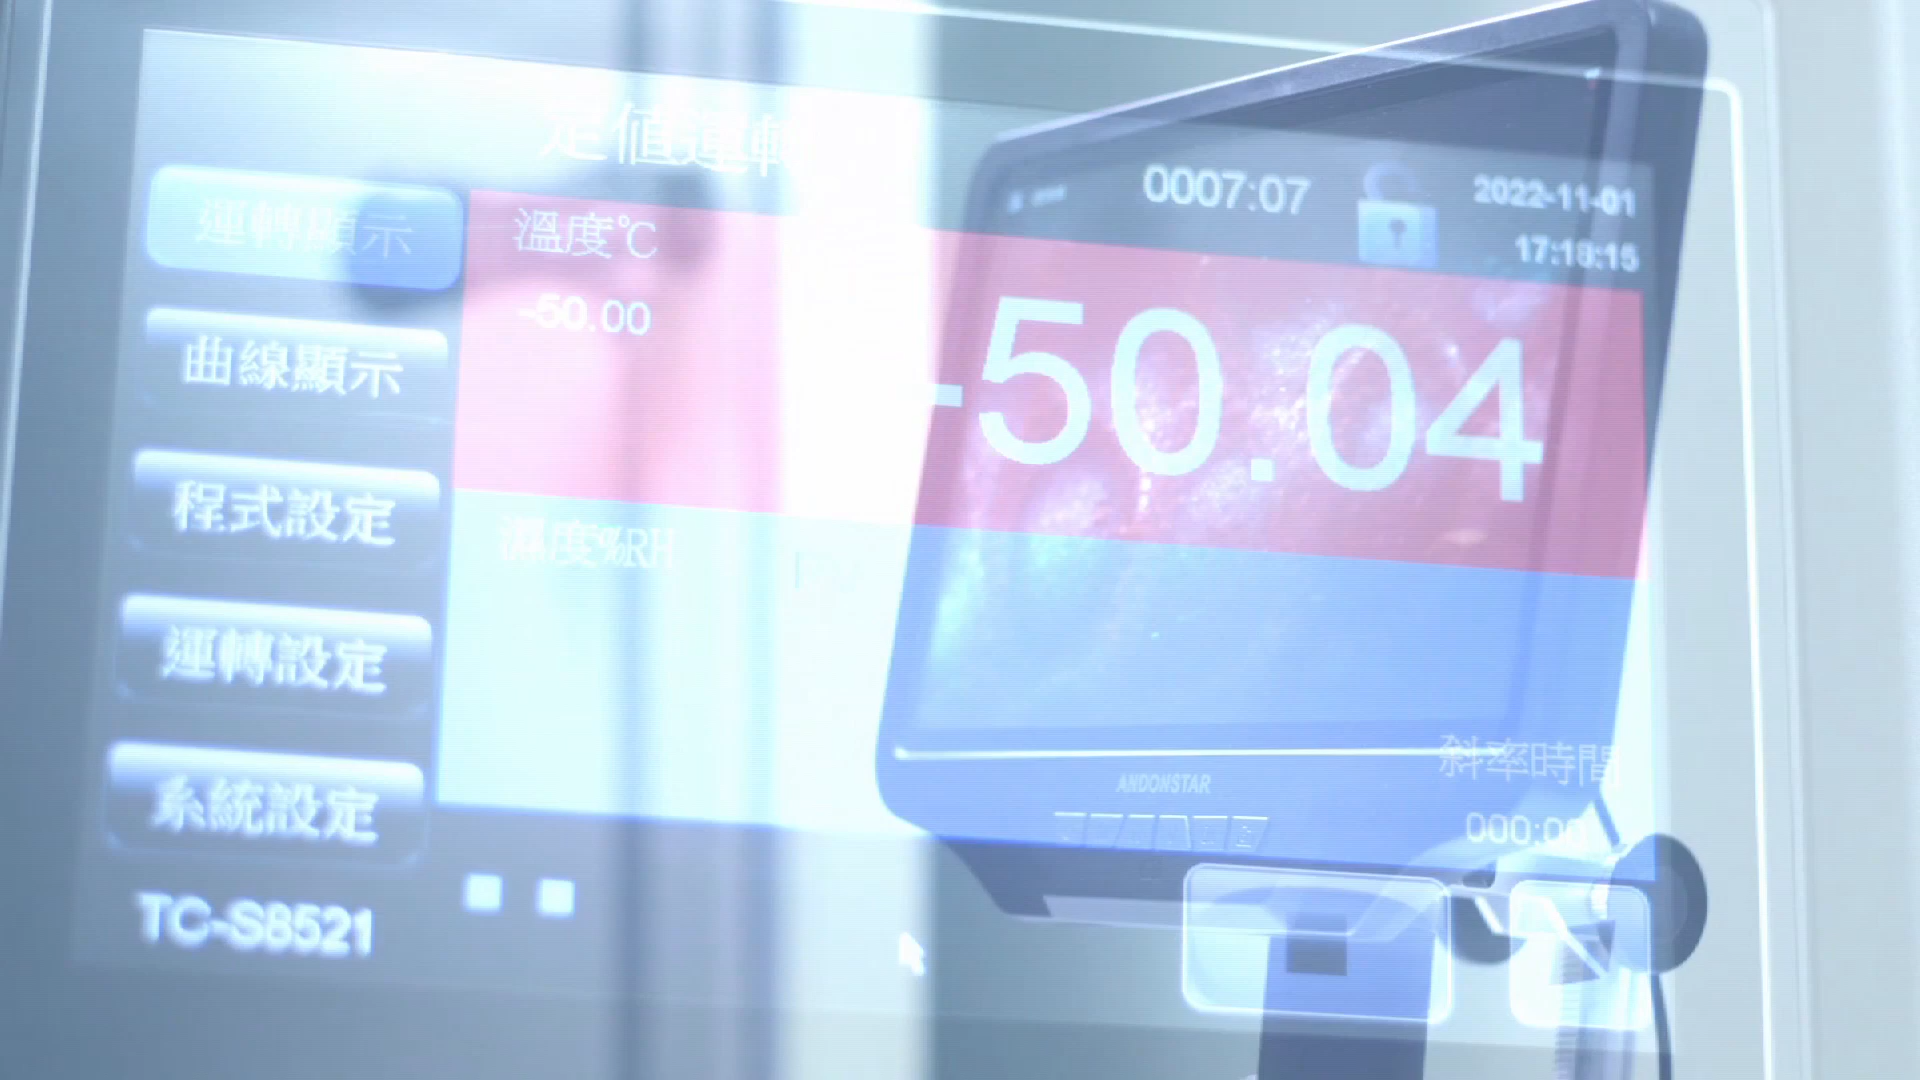 定值運轉
0007:07
2022-11-01
17:18:15
運轉顯示
溫度℃
-50.00
-50.04
曲線顯示
程式設定
濕度%RH
運轉設定
系統設定
斜率時間
000:00
ANDONSTAR
TC-S8521